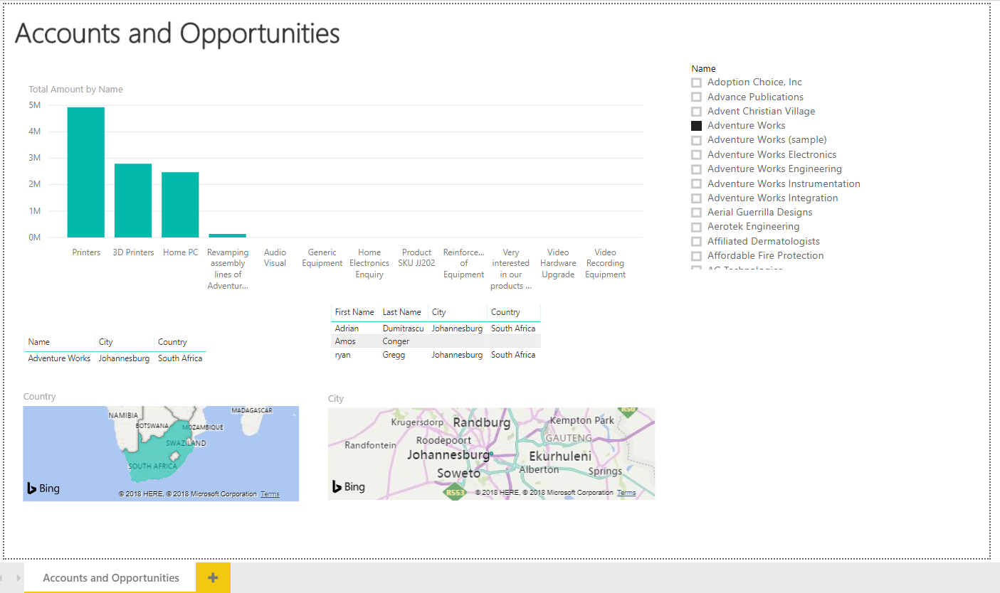 Accounts and Opportunities
Total Amount by Name
5M
4M
3M
2M
1M
0M
Printers
3D Printers
Home PC
Revamping
assembly
lines of
Adventur...
Audio
Visual
Generic
Equipment
Home
Electronics
Enquiry
Product
SKU JJ202
Reinforce...
of
Equipment
Very
interested
in our
products ...
Video
Hardware
Upgrade
Video
Recording
Equipment
Name
Adoption Choice, Inc
Advance Publications
Advent Christian Village
Adventure Works
Adventure Works (sample)
Adventure Works Electronics
Adventure Works Engineering
Adventure Works Instrumentation
Adventure Works Integration
Aerial Guerrilla Designs
Aerotek Engineering
Affiliated Dermatologists
Affordable Fire Protection
Name City Country
Adventure Works Johannesburg South Africa
First Name Last Name City Country
Adrian Dumitrascu Johannesburg South Africa
Amos Conger
ryan Gregg Johannesburg South Africa
Country
NAMIBIA
MADAGASCAR
BOTSWANA
MOZAMBIQUE
SWAZILAND
SOUTH AFRICA
Bing
© 2018 HERE, © 2018 Microsoft Corporation Terms
City
R50
Krugersdorp
Randburg
Kempton Park
Randfontein
Roodepoort
GAUTENG
Johannesburg
Ekurhuleni
Soweto
Alberton
Springs
Bing
R553
© 2018 HERE, © 2018 Microsoft Corporation Terms
Accounts and Opportunities